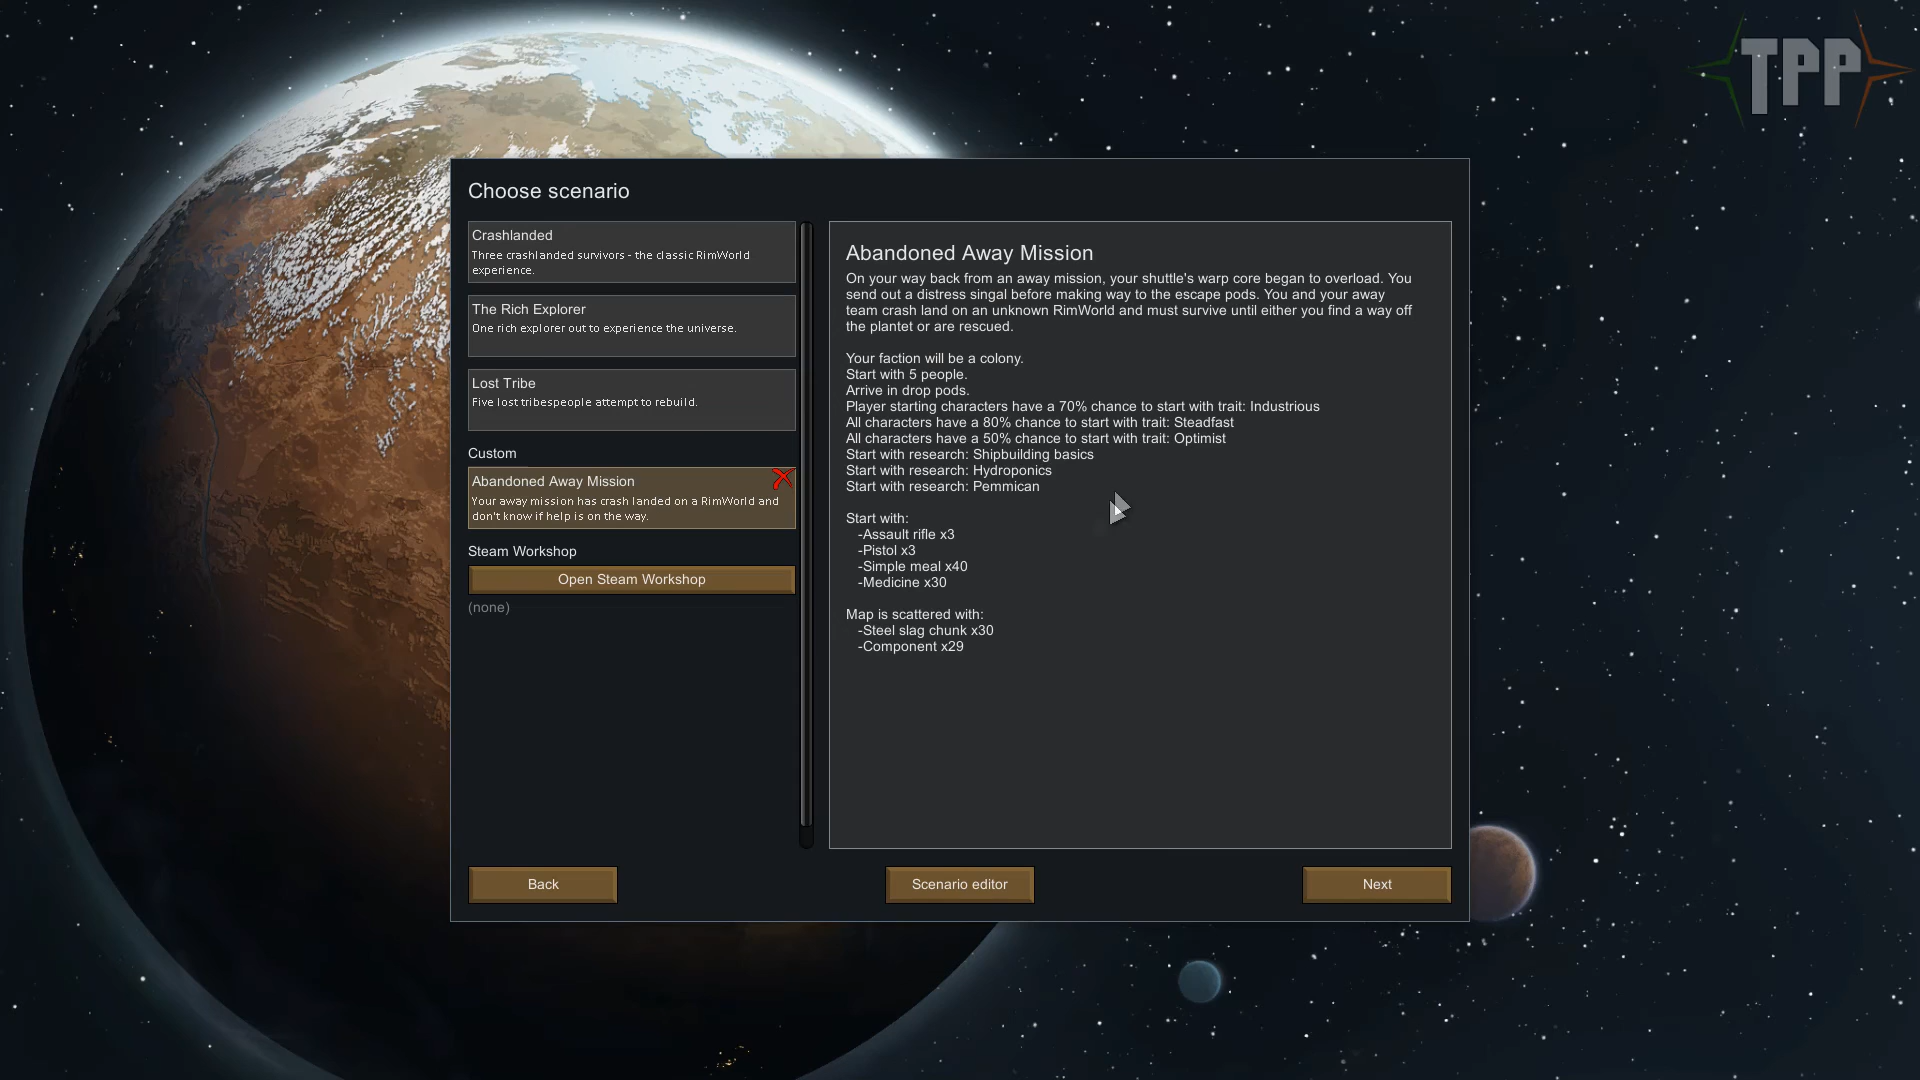 TPP
Choose scenario
Crashlanded
Three crashlanded survivors - the classic RimWorld
experience.
The Rich Explorer
One rich explorer out to experience the universe.
Lost Tribe
Five lost tribespeople attempt to rebuild.
Custom
Abandoned Away Mission
Your away mission has crash landed on a RimWorld and
don't know if help is on the way.
Steam Workshop
Open Steam Workshop
(none)
Abandoned Away Mission
On your way back from an away mission, your shuttle's warp core began to overload. You
send out a distress singal before making way to the escape pods. You and your away
team crash land on an unknown RimWorld and must survive until either you find a way off
the plantet or are rescued.
Your faction will be a colony.
Start with 5 people.
Arrive in drop pods.
Player starting characters have a 70% chance to start with trait: Industrious
All characters have a 80% chance to start with trait: Steadfast
All characters have a 50% chance to start with trait: Optimist
Start with research: Shipbuilding basics
Start with research: Hydroponics
Start with research: Pemmican
Start with:
-Assault rifle x3
-Pistol x3
-Simple meal x40
-Medicine x30
Map is scattered with:
-Steel slag chunk x30
-Component x29
Back
Scenario editor
Next